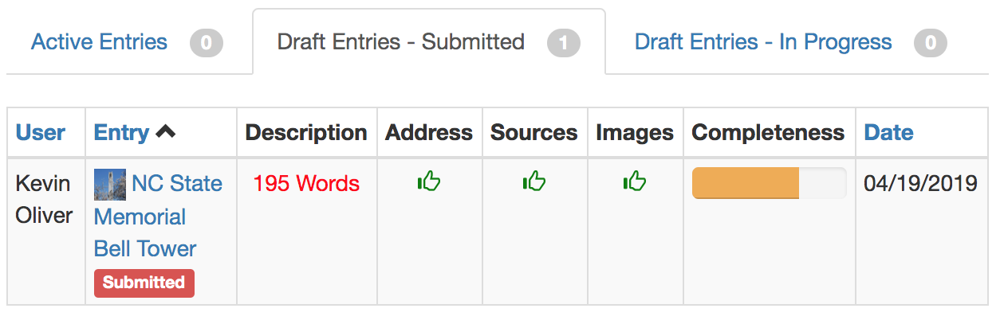 Active Entries 0 Draft Entries - Submitted 1 Draft Entries - In Progress 0
User Entry Description Address Sources Images Completeness Date
Kevin NC State 195 Words 04/19/2019
Oliver Memorial
Bell Tower
Submitted